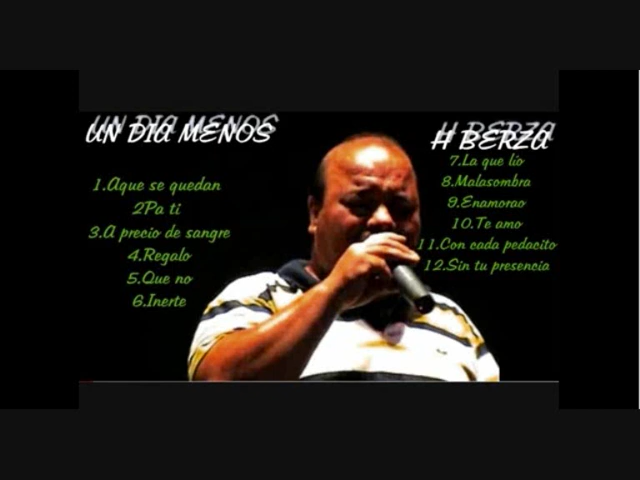 UN DIA MENOS
1.Aque se quedan
2Pa ti
3.A precio de sangre
4.Regalo
5.Que no
6.Inerte
H BERZA
7.La que lio
8.Malasombra
9.Enamorao
10.Te amo
11.Con cada pedacito
12.Sin tu presencia